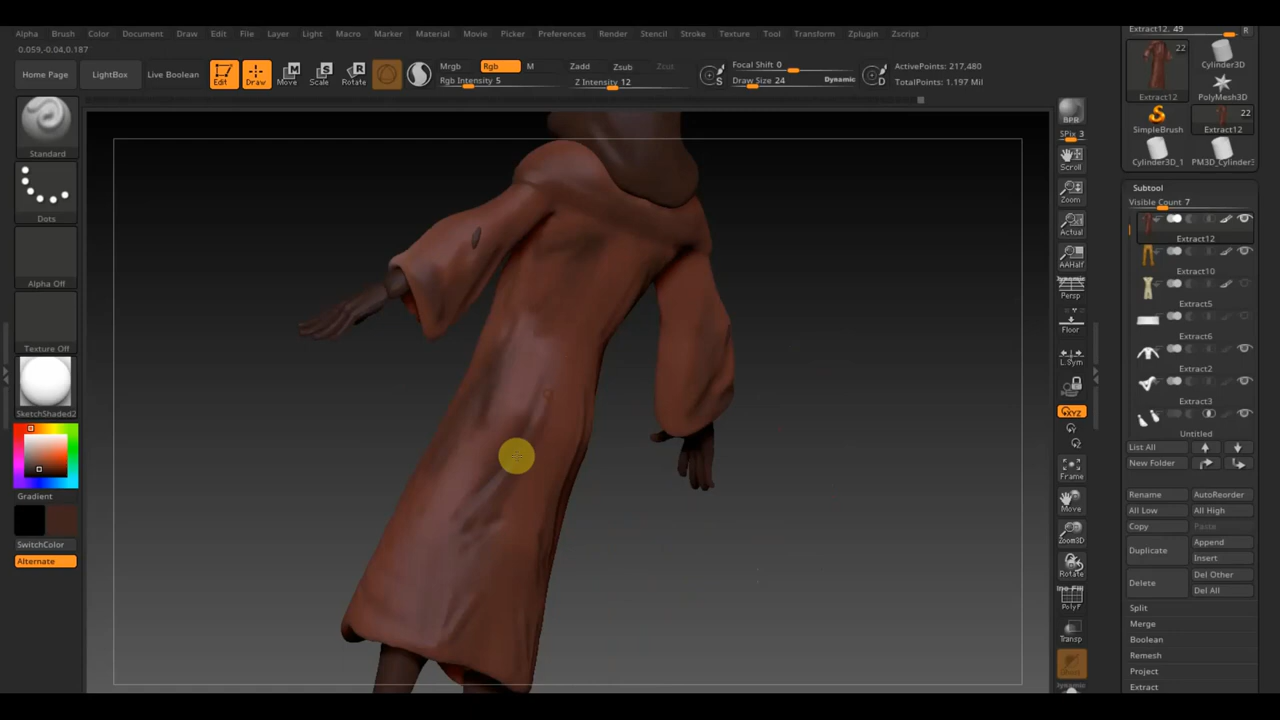 Alpha Brush Color Document Draw Edit File Layer Light Macro Marker Material Movie Picker Preferences Render Stencil Stroke Texture Tool Transform Zplugin Zscript
0.059,-0.04,0.187
Home Page
LightBox
Live Boolean
Edit
Draw
Move
Scale
Rotate
Mrgb Rgb M
Rgb Intensity 5
Zadd Zsub Zcut
Z Intensity 12
S
Focal Shift 0
Draw Size 24 Dynamic
D
ActivePoints: 217,480
TotalPoints: 1.197 Mil
Standard
Dots
Alpha Off
Texture Off
SketchShaded2
Gradient
SwitchColor
Alternate
BPR
SPix 3
Scroll
Zoom
Actual
AAHalf
Dynamic
Persp
Floor
L.Sym
XYZ
Frame
Move
Zoom3D
Rotate
PolyF
Transp
Dynamic
Extract12. 49
R
22
Extract12
Cylinder3D
PolyMesh3D
SimpleBrush
22
Extract12
Cylinder3D_1
Subtool
Visible Count 7
Extract12
Extract10
Extract5
Extract6
Extract2
Extract3
Untitled
List All
New Folder
Rename AutoReorder
All Low All High
Copy Paste
Duplicate Append
Insert
Delete Del Other
Del All
Split
Merge
Boolean
Remesh
Project
Extract